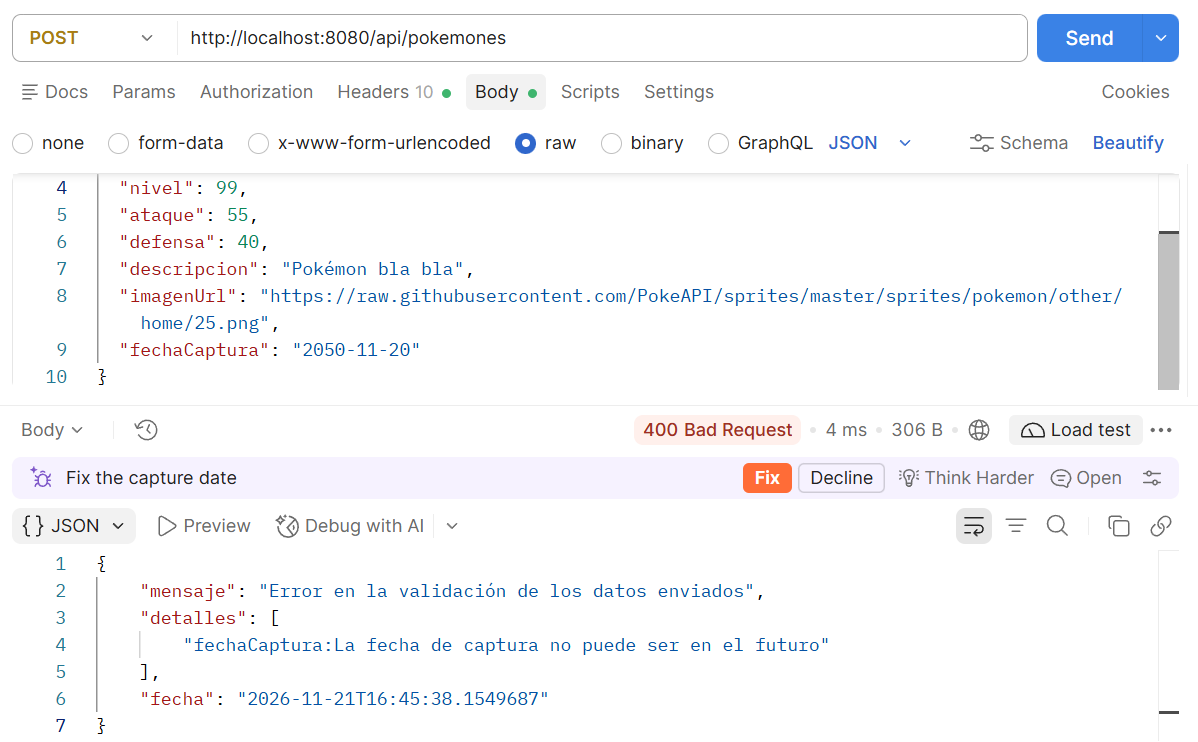 POST http://localhost:8080/api/pokemones Send
Docs Params Authorization Headers 10 Body Scripts Settings Cookies
none form-data x-www-form-urlencoded raw binary GraphQL JSON Schema Beautify
4 "nivel": 99,
5 "ataque": 55,
6 "defensa": 40,
7 "descripcion": "Pokémon bla bla",
8 "imagenUrl": "https://raw.githubusercontent.com/PokeAPI/sprites/master/sprites/pokemon/other/
home/25.png",
9 "fechaCaptura": "2050-11-20"
10 }
Body 400 Bad Request • 4 ms • 306 B • Load test
Fix the capture date Fix Decline Think Harder Open
{} JSON Preview Debug with AI
1 {
2 "mensaje": "Error en la validación de los datos enviados",
3 "detalles": [
4 "fechaCaptura:La fecha de captura no puede ser en el futuro"
5 ],
6 "fecha": "2026-11-21T16:45:38.1549687"
7 }